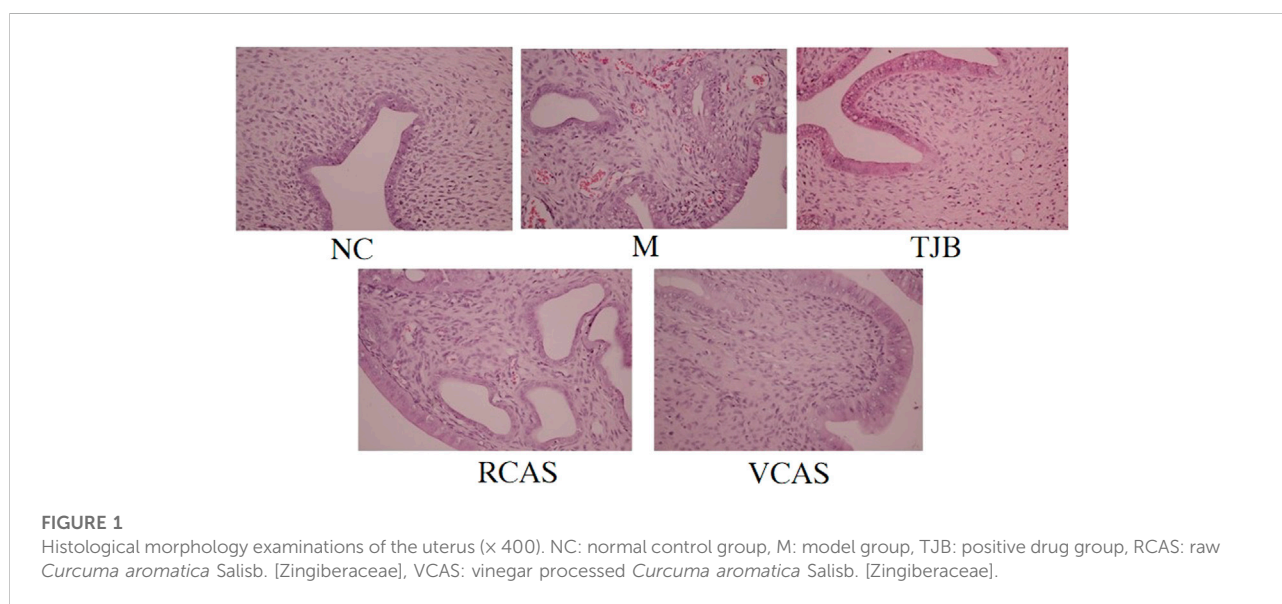 NC
M
TJB
RCAS
VCAS
FIGURE 1
Histological morphology examinations of the uterus (× 400). NC: normal control group, M: model group, TJB: positive drug group, RCAS: raw
Curcuma aromatica Salisb. [Zingiberaceae], VCAS: vinegar processed Curcuma aromatica Salisb. [Zingiberaceae].